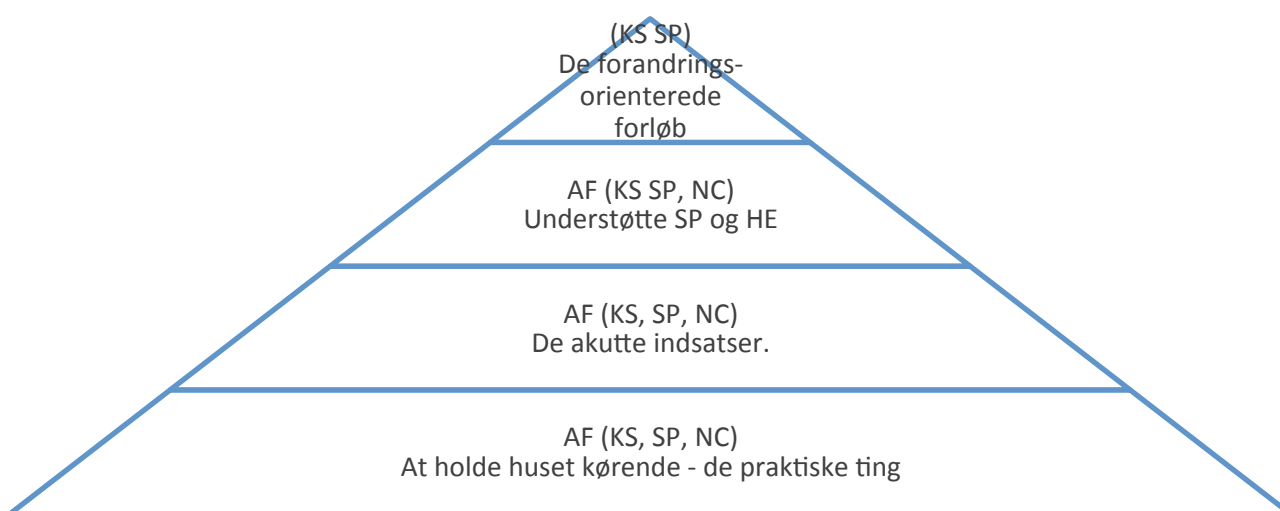 (KS SP)
De forandrings-
orienterede
forløb
AF (KS SP, NC)
Understøtte SP og HE
AF (KS, SP, NC)
De akutte indsatser.
AF (KS, SP, NC)
At holde huset kørende - de praktiske ting